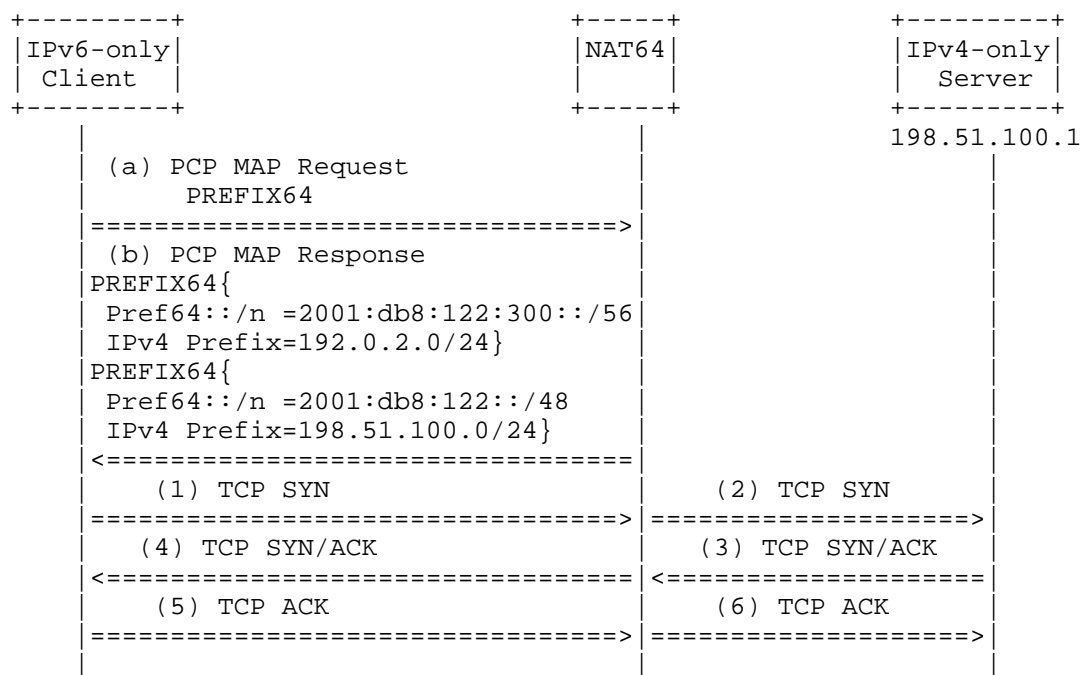 +---------+ +-----+ +---------+
|IPv6-only| |NAT64| |IPv4-only|
| Client | | | | Server |
+---------+ +-----+ +---------+
| | 198.51.100.1
| (a) PCP MAP Request | |
| PREFIX64 | |
|=================================>| |
| (b) PCP MAP Response | |
|PREFIX64{ | |
| Pref64::/n =2001:db8:122:300::/56| |
| IPv4 Prefix=192.0.2.0/24} | |
|PREFIX64{ | |
| Pref64::/n =2001:db8:122::/48 | |
| IPv4 Prefix=198.51.100.0/24} | |
|<=================================| |
| (1) TCP SYN | (2) TCP SYN |
|=================================>|====================>|
| (4) TCP SYN/ACK | (3) TCP SYN/ACK |
|<=================================|<====================|
| (5) TCP ACK | (6) TCP ACK |
|=================================>|====================>|
| | |